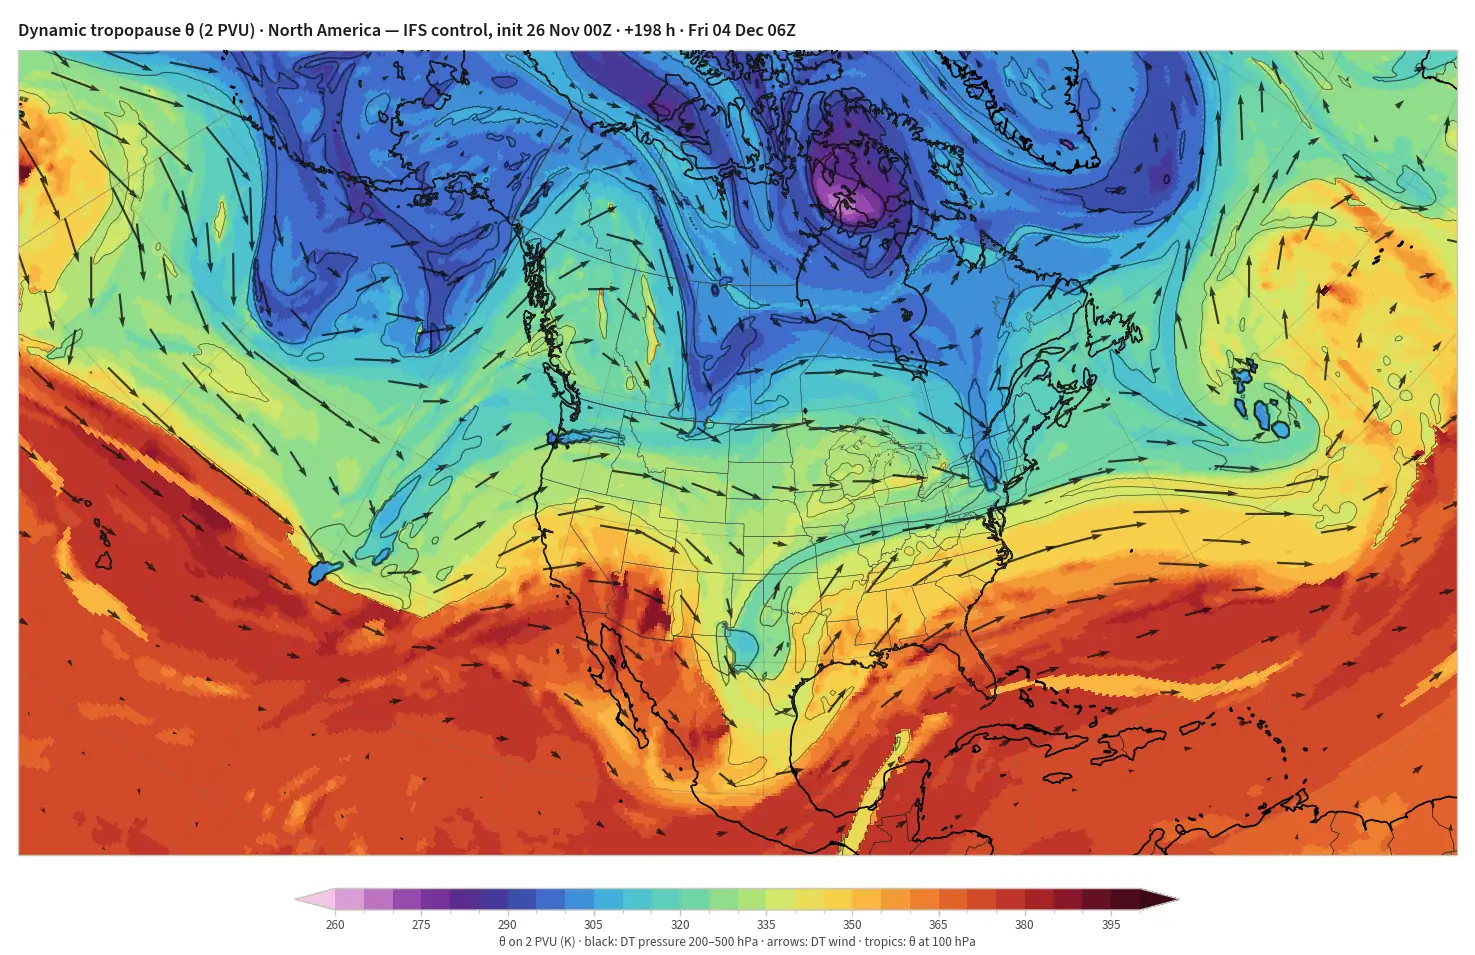 Dynamic tropopause θ (2 PVU) · North America — IFS control, init 26 Nov 00Z · +198 h · Fri 04 Dec 06Z
260 275 290 305 320 335 350 365 380 395
θ on 2 PVU (K) · black: DT pressure 200–500 hPa · arrows: DT wind · tropics: θ at 100 hPa